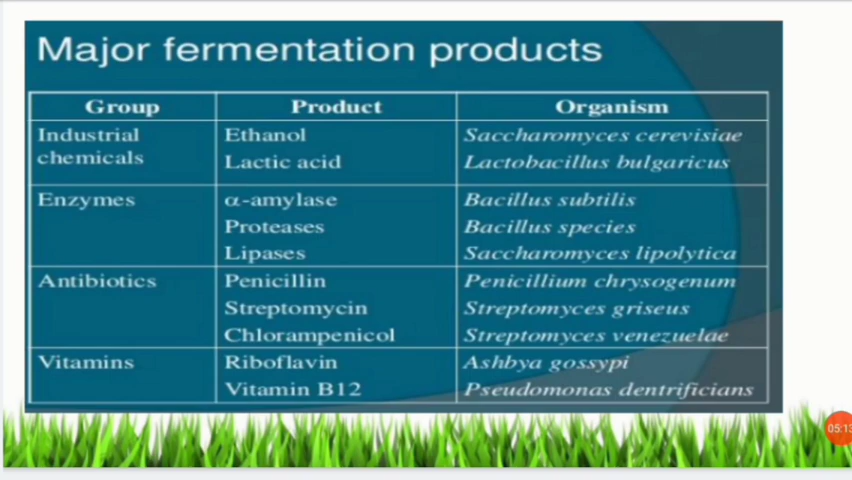 Major fermentation products
Group Product Organism
Industrial chemicals Ethanol Saccharomyces cerevisiae
Lactic acid Lactobacillus bulgaricus
Enzymes α-amylase Bacillus subtilis
Proteases Bacillus species
Lipases Saccharomyces lipolytica
Antibiotics Penicillin Penicillium chrysogenum
Streptomycin Streptomyces griseus
Chlorampenicol Streptomyces venezuelae
Vitamins Riboflavin Ashbya gossypi
Vitamin B12 Pseudomonas dentrificians
05:13